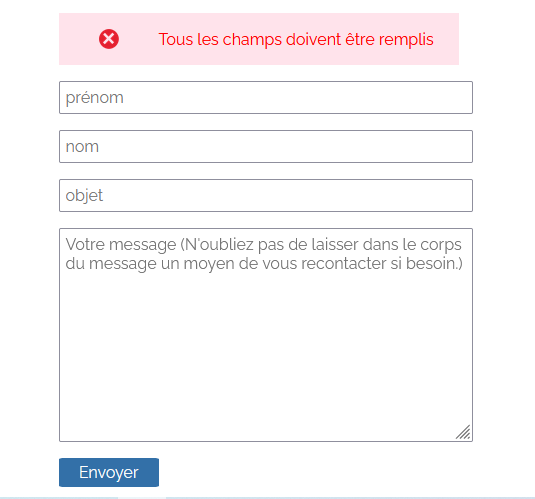 Tous les champs doivent être remplis
prénom
nom
objet
Votre message (N'oubliez pas de laisser dans le corps
du message un moyen de vous recontacter si besoin.)
Envoyer